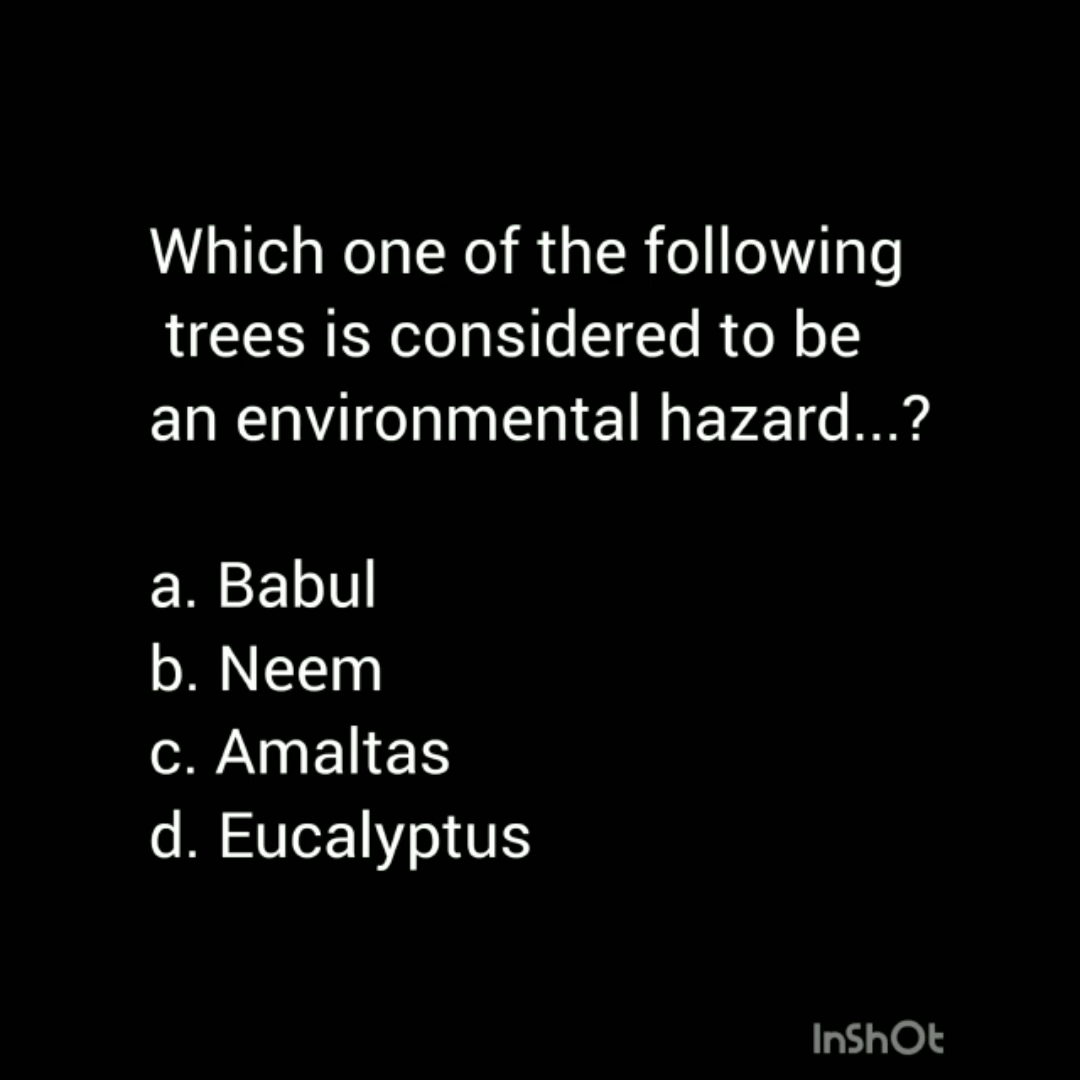 Which one of the following
trees is considered to be
an environmental hazard...?
a. Babul
b. Neem
c. Amaltas
d. Eucalyptus
InShOt